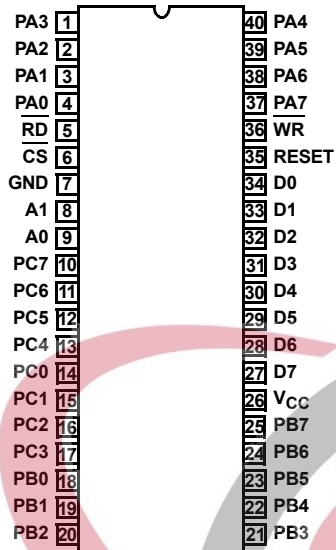 PA3 1 40 PA4
PA2 2 39 PA5
PA1 3 38 PA6
PA0 4 37 PA7
RD 5 36 WR
CS 6 35 RESET
GND 7 34 D0
A1 8 33 D1
A0 9 32 D2
PC7 10 31 D3
PC6 11 30 D4
PC5 12 29 D5
PC4 13 28 D6
PC0 14 27 D7
PC1 15 26 VCC
PC2 16 25 PB7
PC3 17 24 PB6
PB0 18 23 PB5
PB1 19 22 PB4
PB2 20 21 PB3